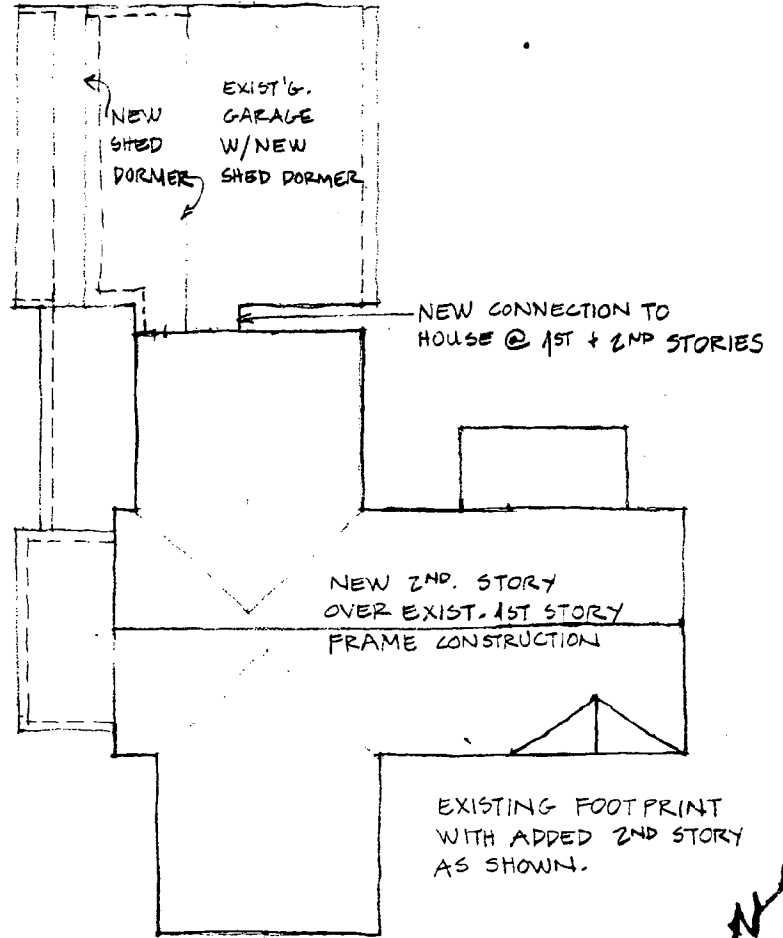 NEW
SHED
DORMER
EXIST'G.
GARAGE
W/NEW
SHED DORMER
NEW CONNECTION TO
HOUSE @ 1ST + 2ND STORIES
NEW 2ND. STORY
OVER EXIST. 1ST STORY
FRAME CONSTRUCTION
EXISTING FOOTPRINT
WITH ADDED 2ND STORY
AS SHOWN.
N